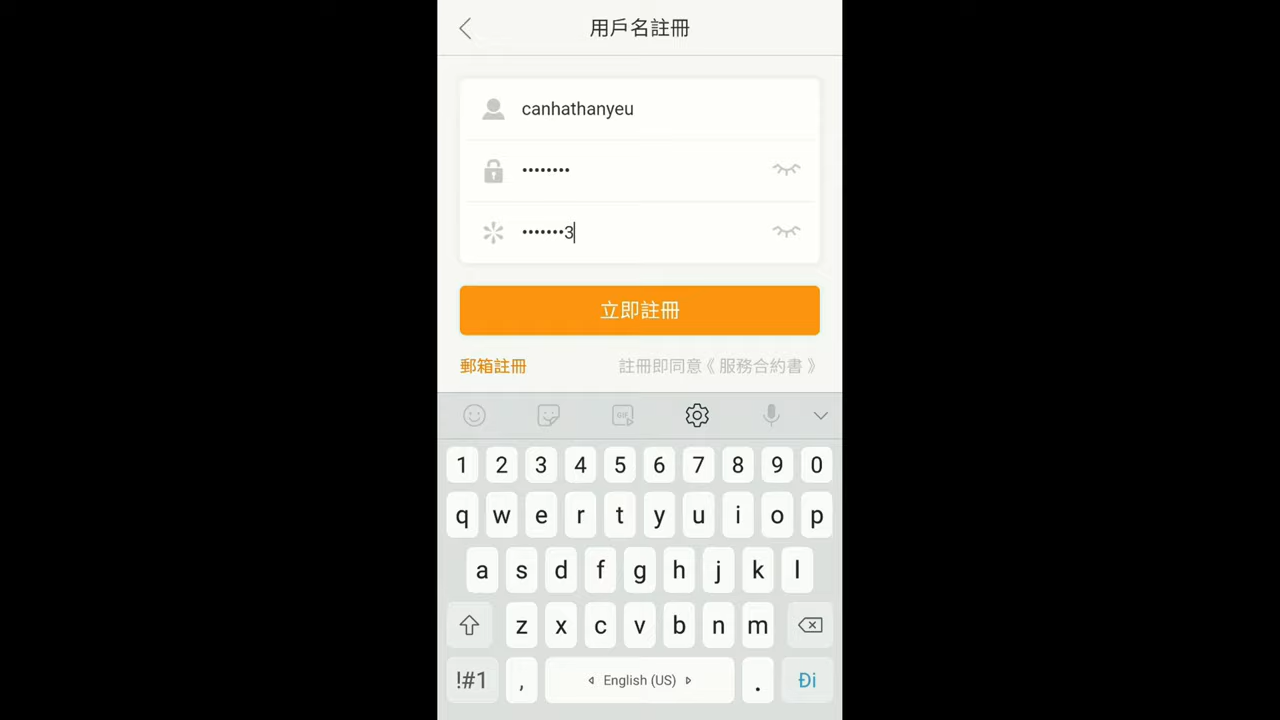 用戶名註冊
canhathanyeu
••••••••
•••••••3
立即註冊
郵箱註冊 註冊即同意《服務合約書》
GIF
1 2 3 4 5 6 7 8 9 0
q w e r t y u i o p
a s d f g h j k l
z x c v b n m
!#1 , English (US) . Đi